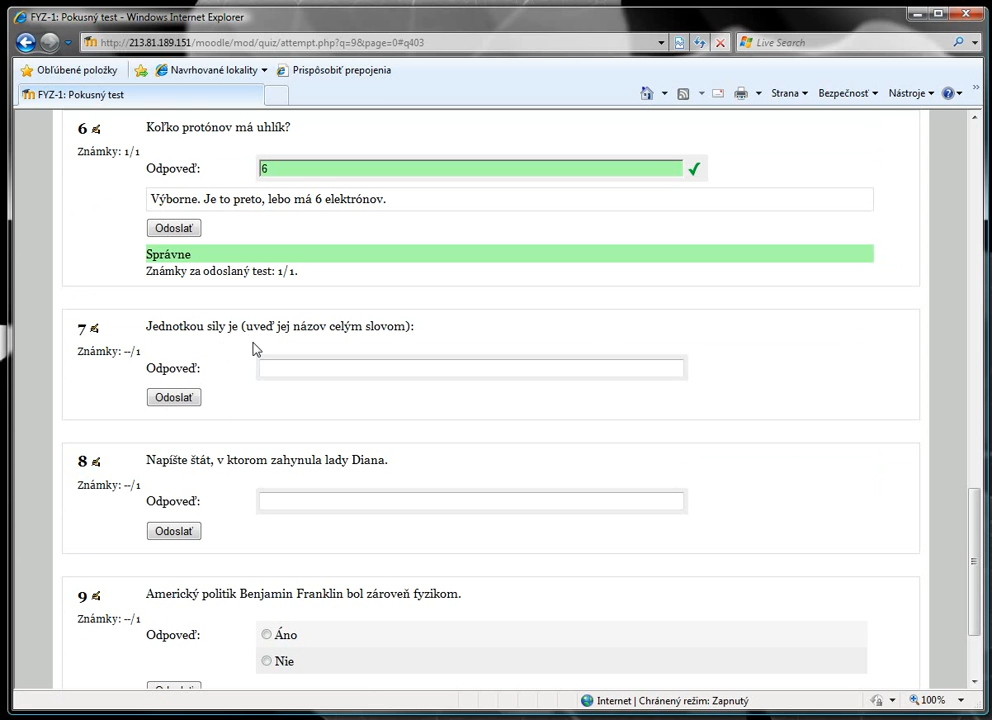 FYZ-1: Pokusný test - Windows Internet Explorer
http://213.81.189.151/moodle/mod/quiz/attempt.php?q=9&page=0#q403
Live Search
Obľúbené položky
Navrhované lokality
Prispôsobiť prepojenia
FYZ-1: Pokusný test
Strana
Bezpečnosť
Nástroje
6
Koľko protónov má uhlík?
Známky: 1/1
Odpoveď:
6
Výborne. Je to preto, lebo má 6 elektrónov.
Odoslať
Správne
Známky za odoslaný test: 1/1.
7
Jednotkou sily je (uveď jej názov celým slovom):
Známky: --/1
Odpoveď:
Odoslať
8
Napíšte štát, v ktorom zahynula lady Diana.
Známky: --/1
Odpoveď:
Odoslať
9
Americký politik Benjamin Franklin bol zároveň fyzikom.
Známky: --/1
Odpoveď:
Áno
Nie
Odoslať
Internet | Chránený režim: Zapnutý
100%